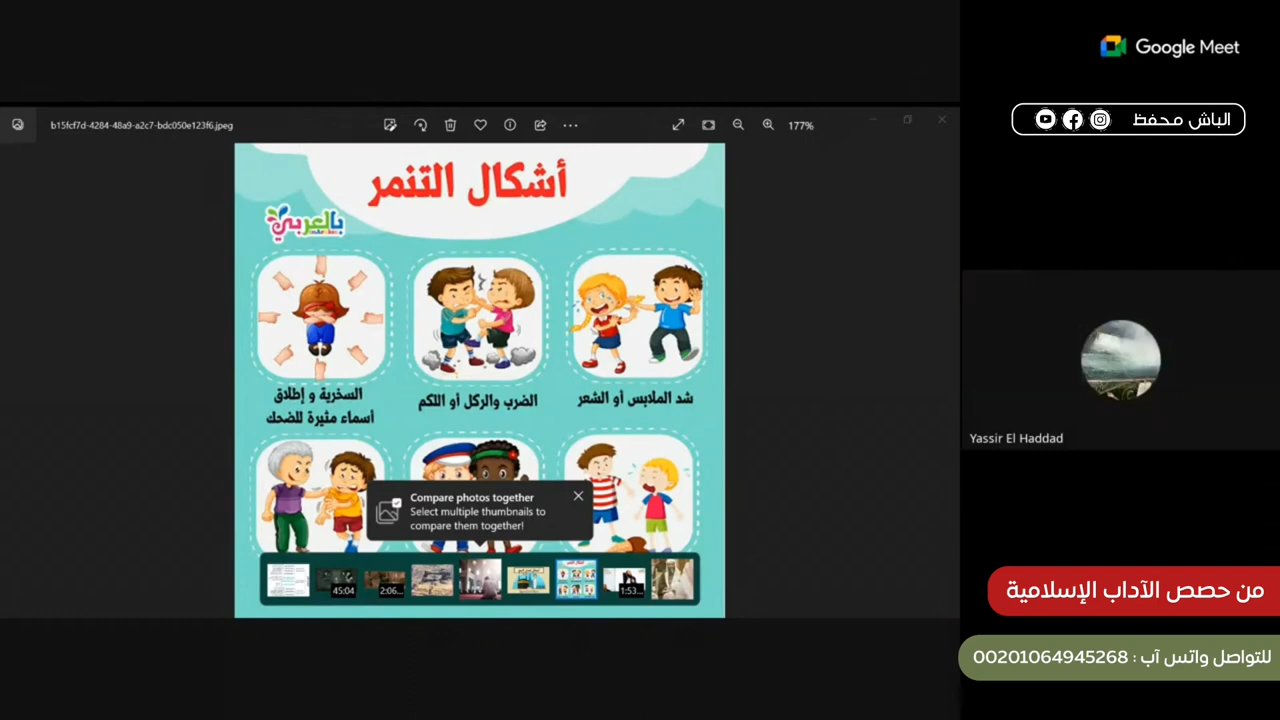 Google Meet
الباش محفظ
b15fcf7d-4284-48a9-a2c7-bdc050e123f6.jpeg
177%
أشكال التنمر
بالعربي
شد الملابس أو الشعر
الضرب والركل أو اللكم
السخرية و إطلاق
أسماء مثيرة للضحك
Compare photos together
Select multiple thumbnails to
compare them together!
45:04
2:06...
1:53...
Yassir El Haddad
من حصص الآداب الإسلامية
للتواصل واتس آب : 00201064945268